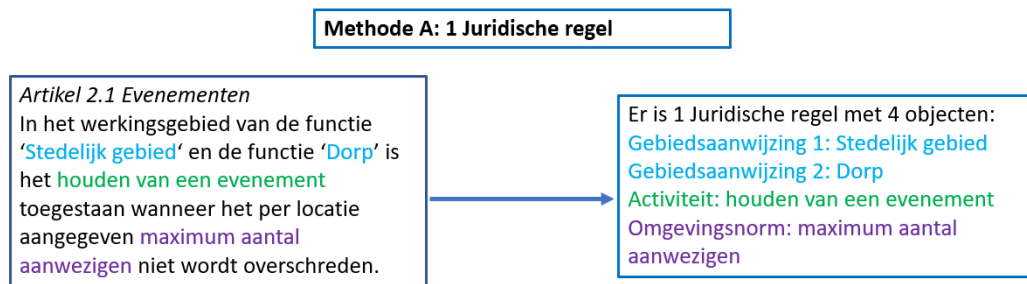 Methode A: 1 Juridische regel
Artikel 2.1 Evenementen
In het werkingsgebied van de functie
‘Stedelijk gebied‘ en de functie ‘Dorp’ is
het houden van een evenement
toegestaan wanneer het per locatie
aangegeven maximum aantal
aanwezigen niet wordt overschreden.
Er is 1 Juridische regel met 4 objecten:
Gebiedsaanwijzing 1: Stedelijk gebied
Gebiedsaanwijzing 2: Dorp
Activiteit: houden van een evenement
Omgevingsnorm: maximum aantal
aanwezigen